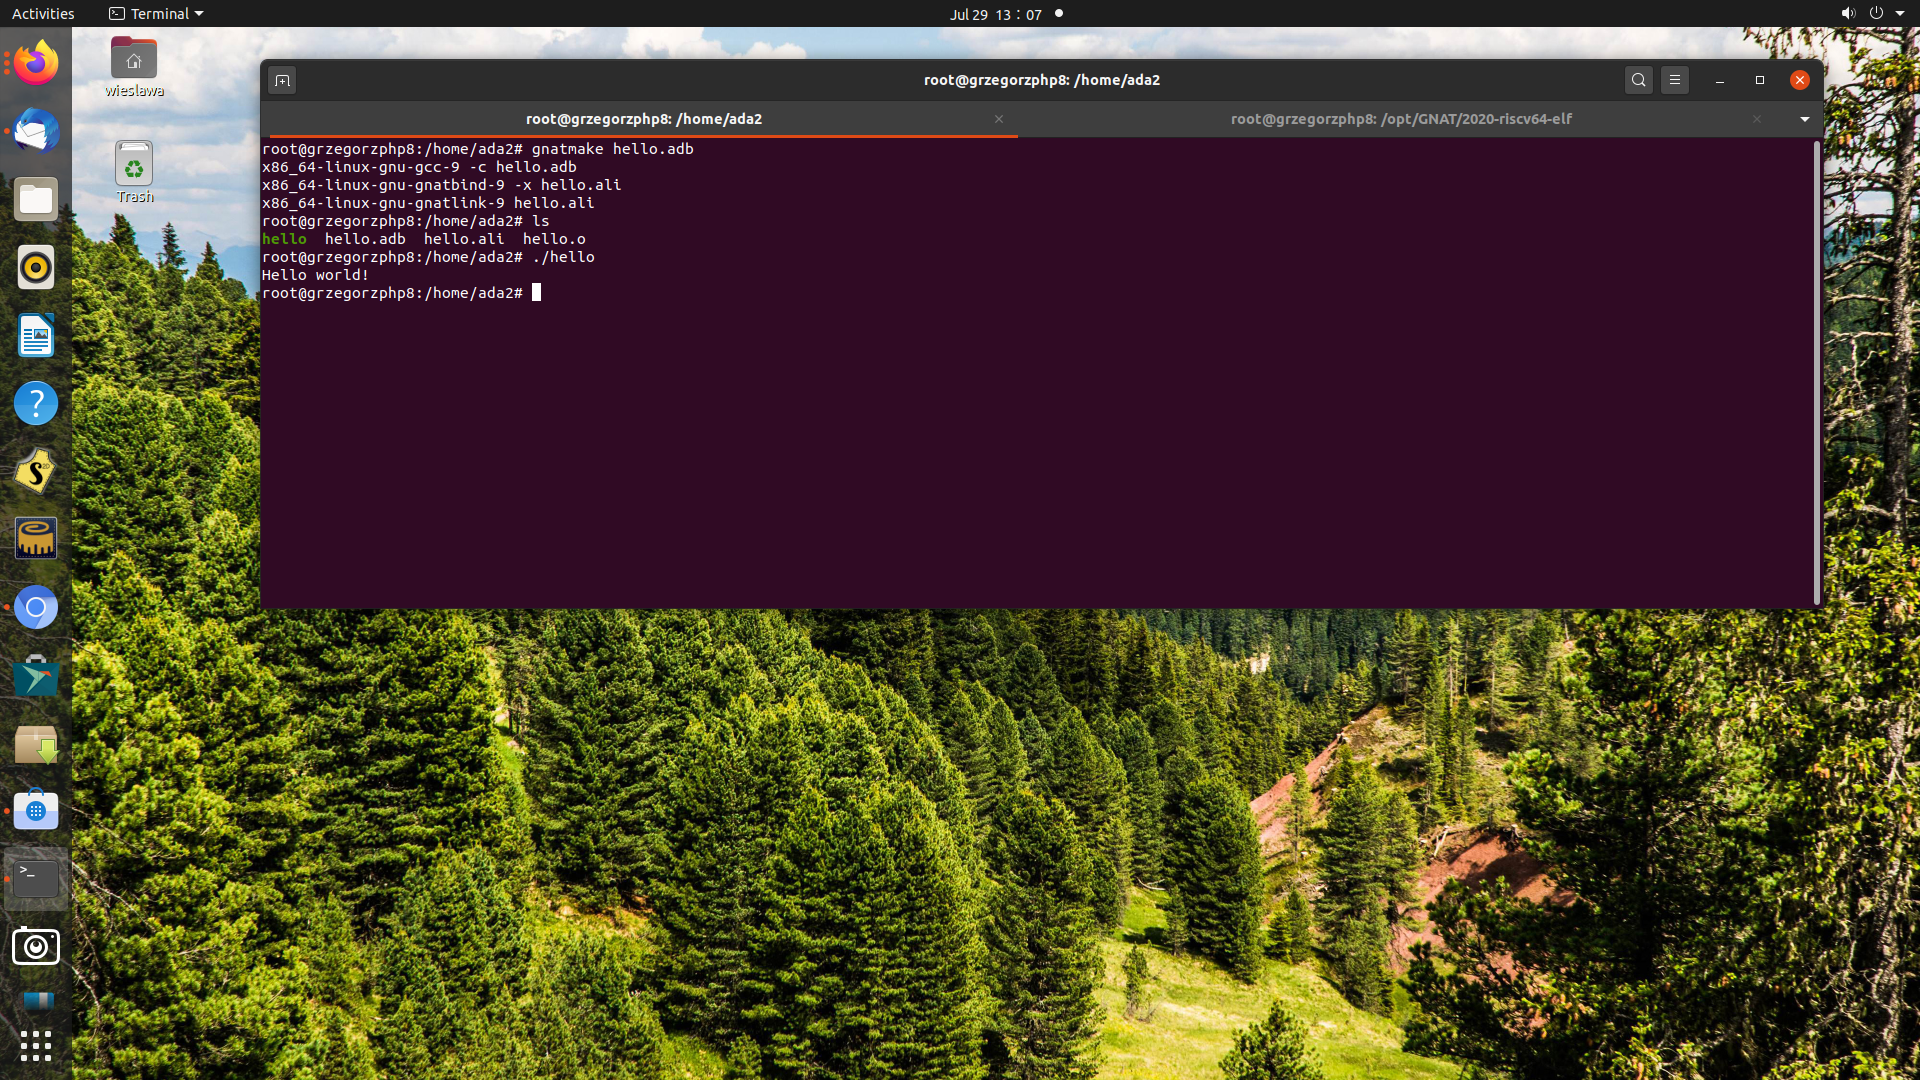 Activities
Terminal
Jul 29 13 : 07
wieslawa
Trash
root@grzegorzphp8: /home/ada2
root@grzegorzphp8: /home/ada2
root@grzegorzphp8: /opt/GNAT/2020-riscv64-elf
root@grzegorzphp8:/home/ada2# gnatmake hello.adb
x86_64-linux-gnu-gcc-9 -c hello.adb
x86_64-linux-gnu-gnatbind-9 -x hello.ali
x86_64-linux-gnu-gnatlink-9 hello.ali
root@grzegorzphp8:/home/ada2# ls
hello  hello.adb  hello.ali  hello.o
root@grzegorzphp8:/home/ada2# ./hello
Hello world!
root@grzegorzphp8:/home/ada2#